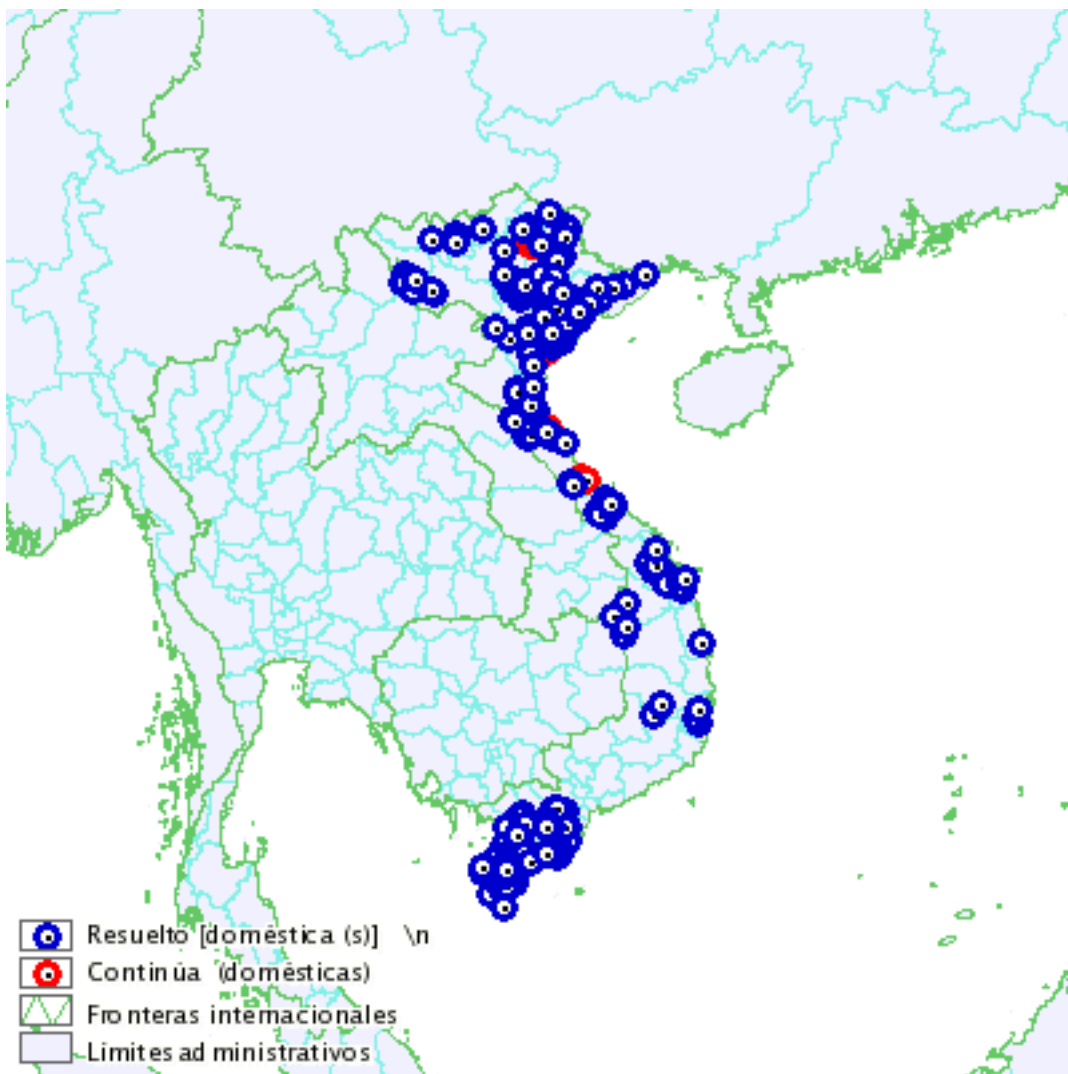 Resuelto [doméstica (s)] \n
Continúa (domésticas)
Fronteras internacionales
Límites administrativos